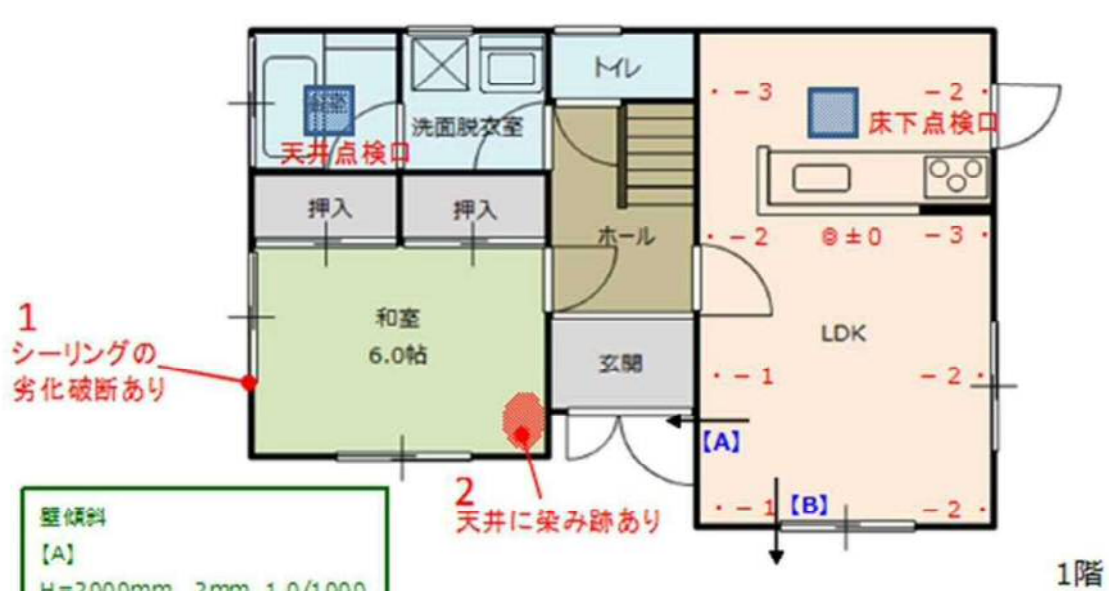 トイレ
・－3
－2・
洗面脱衣室
床下点検口
天井点検口
押入
押入
ホール
・－2
◎±0
－3・
和室
6.0帖
LDK
1
シーリングの
劣化破断あり
玄関
・－1
－2・
【A】
2
天井に染み跡あり
・－1
【B】
－2・
壁傾斜
【A】
1階